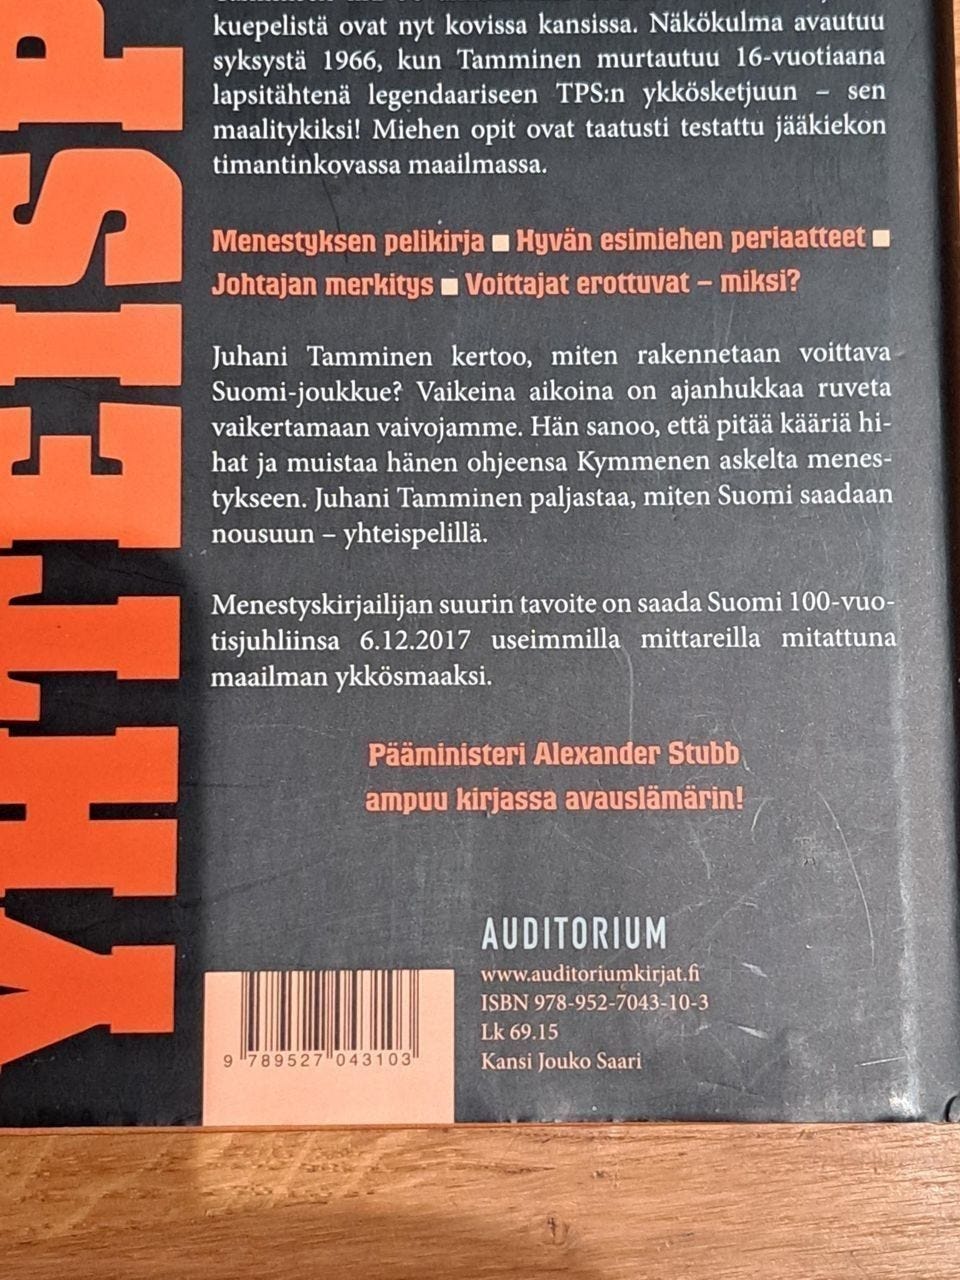 kuepelistä ovat nyt kovissa kansissa. Näkökulma avautuu
syksystä 1966, kun Tamminen murtautuu 16-vuotiaana
lapsitähtenä legendaariseen TPS:n ykkösketjuun – sen
maalitykiksi! Miehen opit ovat taatusti testattu jääkiekon
timantinkovassa maailmassa.
Menestyksen pelikirja ■ Hyvän esimiehen periaatteet ■
Johtajan merkitys ■ Voittajat erottuvat – miksi?
Juhani Tamminen kertoo, miten rakennetaan voittava
Suomi-joukkue? Vaikeina aikoina on ajanhukkaa ruveta
vaikertamaan vaivojamme. Hän sanoo, että pitää kääriä hi-
hat ja muistaa hänen ohjeensa Kymmenen askelta menes-
tykseen. Juhani Tamminen paljastaa, miten Suomi saadaan
nousuun – yhteispelillä.
Menestyskirjailijan suurin tavoite on saada Suomi 100-vuo-
tisjuhliinsa 6.12.2017 useimmilla mittareilla mitattuna
maailman ykkösmaaksi.
Pääministeri Alexander Stubb
ampuu kirjassa avauslämärin!
AUDITORIUM
www.auditoriumkirjat.fi
ISBN 978-952-7043-10-3
Lk 69.15
Kansi Jouko Saari
9 789527 043103
YHTEISP